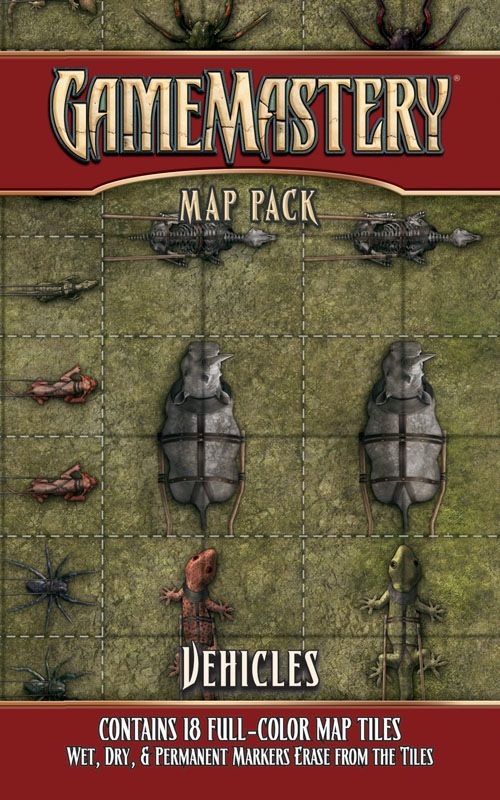 GAMEMASTERY®
MAP PACK
VEHICLES
CONTAINS 18 FULL-COLOR MAP TILES
WET, DRY, & PERMANENT MARKERS ERASE FROM THE TILES